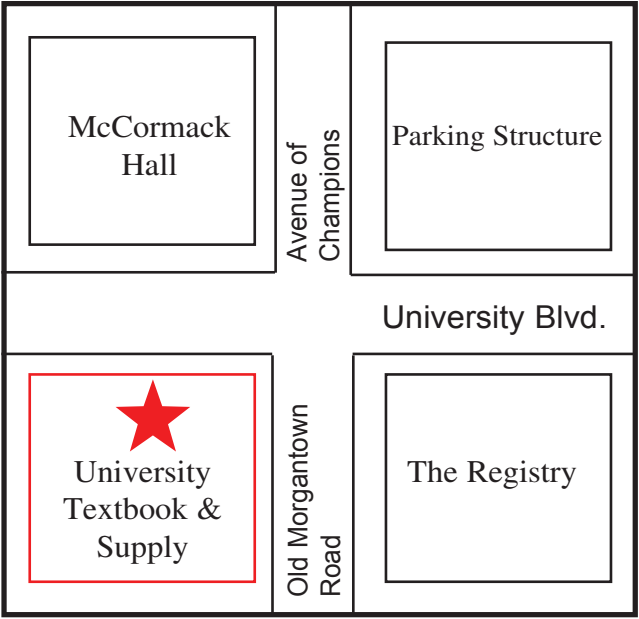 McCormack
Hall
Avenue of
Champions
Parking Structure
University Blvd.
University
Textbook &
Supply
Old Morgantown
Road
The Registry